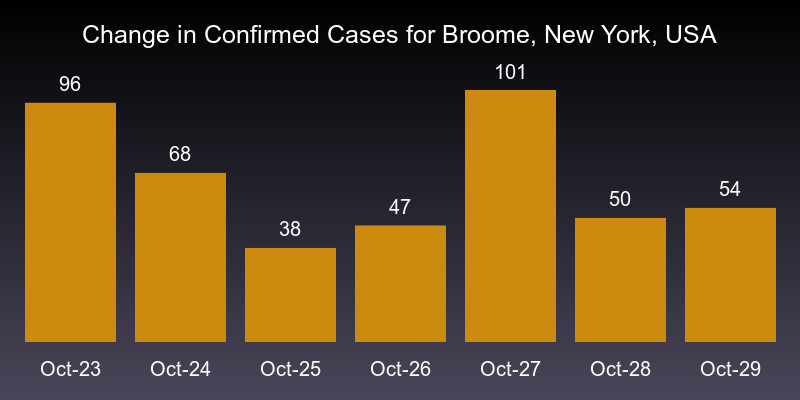 Change in Confirmed Cases for Broome, New York, USA
96
68
38
47
101
50
54
Oct-23
Oct-24
Oct-25
Oct-26
Oct-27
Oct-28
Oct-29